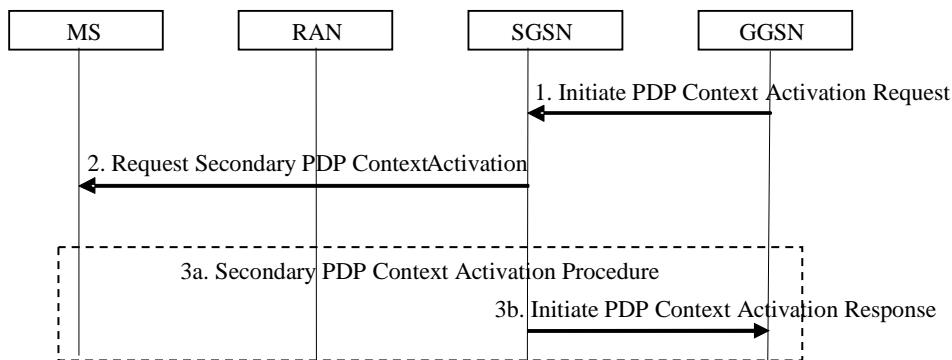 MS
RAN
SGSN
GGSN
1. Initiate PDP Context Activation Request
2. Request Secondary PDP ContextActivation
3a. Secondary PDP Context Activation Procedure
3b. Initiate PDP Context Activation Response